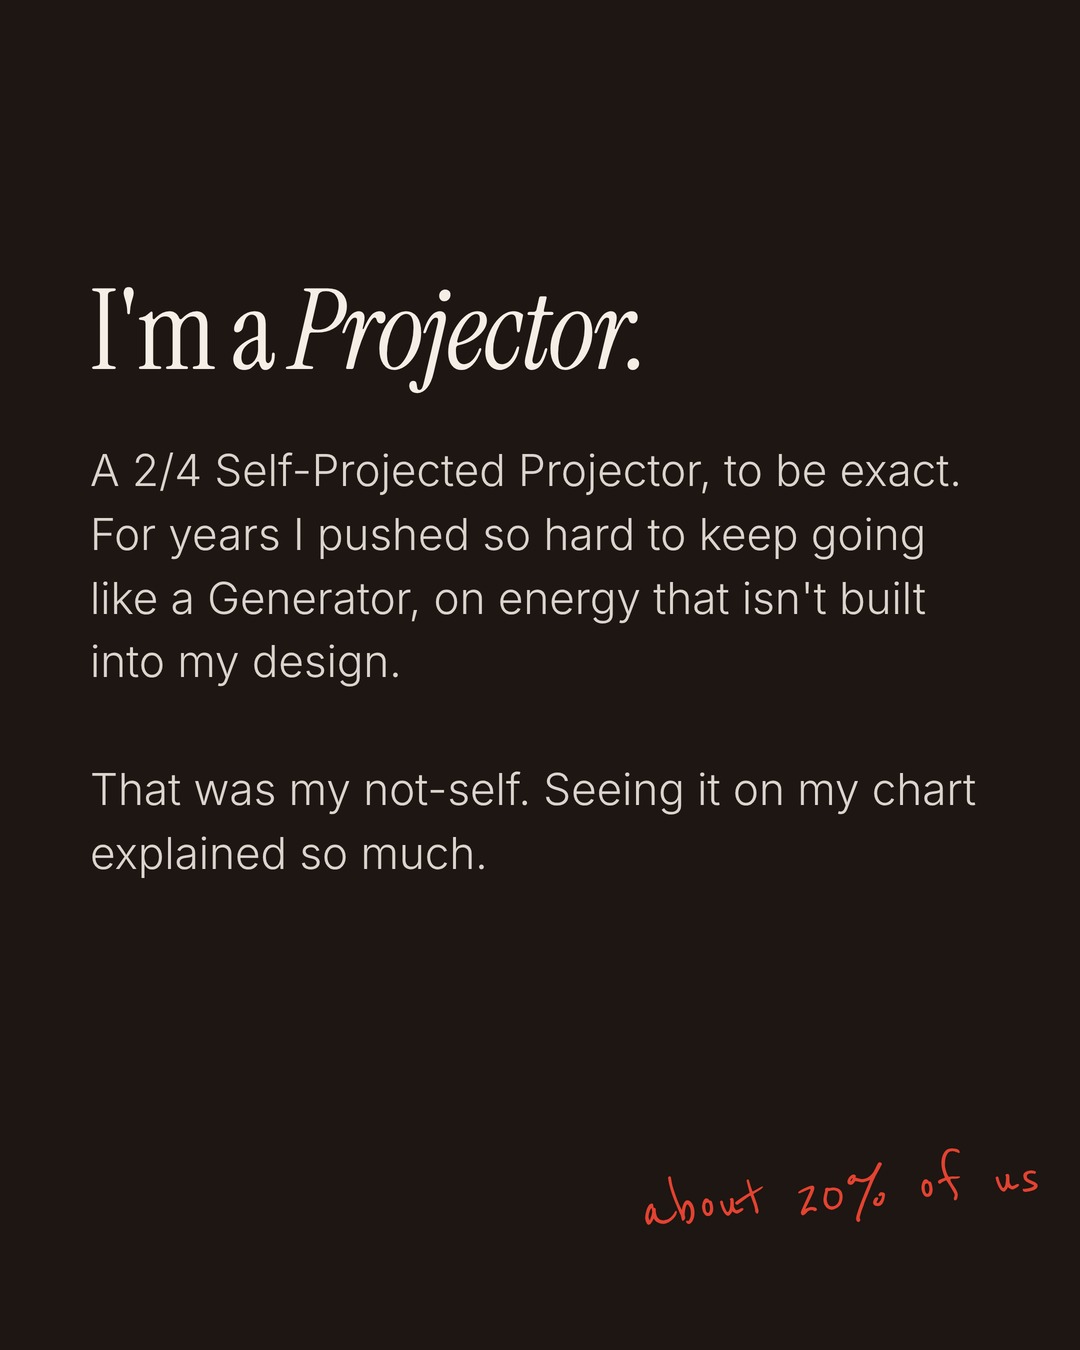 I'm a Projector.
A 2/4 Self-Projected Projector, to be exact.
For years I pushed so hard to keep going
like a Generator, on energy that isn't built
into my design.
That was my not-self. Seeing it on my chart
explained so much.
about 20% of us